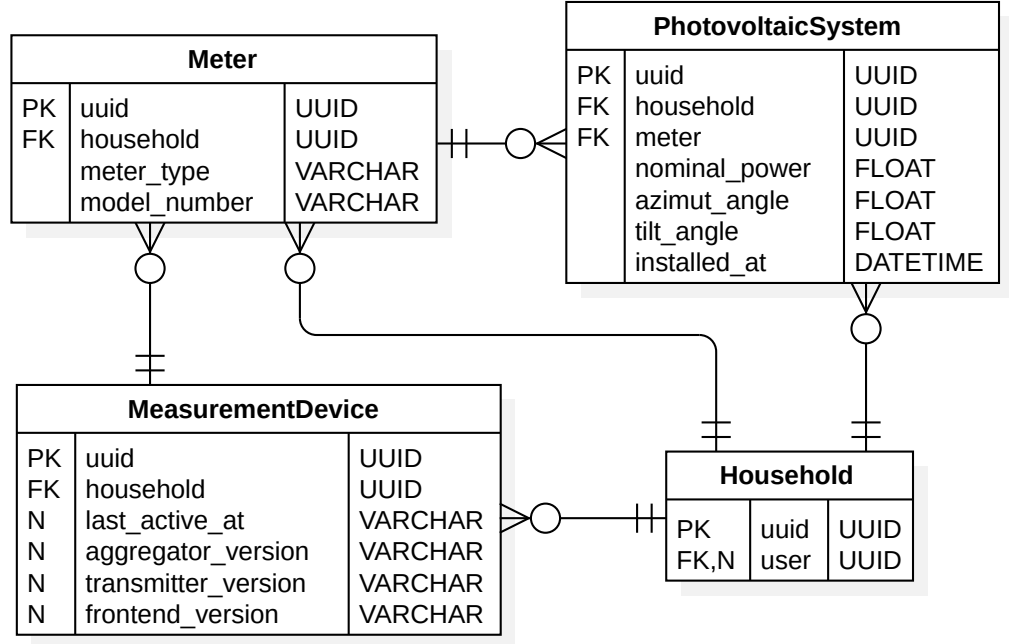 Meter
PK uuid UUID
FK household UUID
meter_type VARCHAR
model_number VARCHAR
PhotovoltaicSystem
PK uuid UUID
FK household UUID
FK meter UUID
nominal_power FLOAT
azimut_angle FLOAT
tilt_angle FLOAT
installed_at DATETIME
MeasurementDevice
PK uuid UUID
FK household UUID
N last_active_at VARCHAR
N aggregator_version VARCHAR
N transmitter_version VARCHAR
N frontend_version VARCHAR
Household
PK uuid UUID
FK,N user UUID